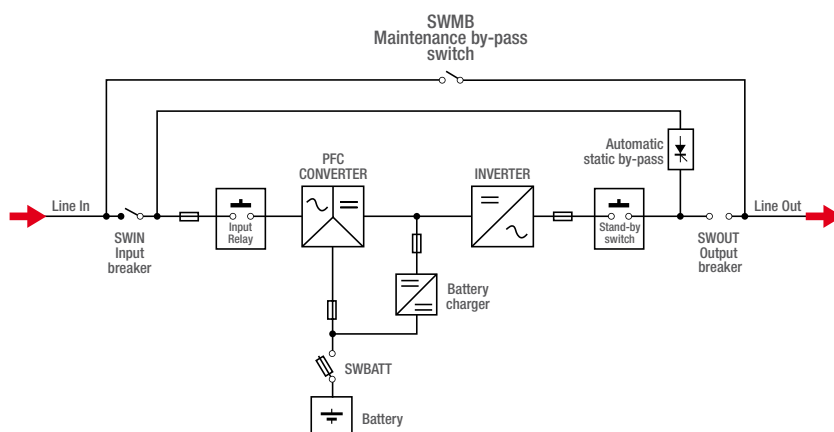 SWMB
Maintenance by-pass
switch
Automatic
static by-pass
PFC
CONVERTER
INVERTER
Line In
Line Out
SWIN
Input
breaker
Input
Relay
Stand-by
switch
SWOUT
Output
breaker
Battery
charger
SWBATT
Battery